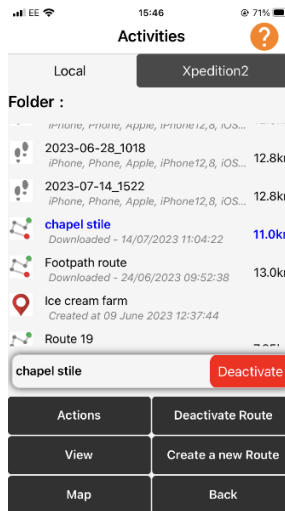 EE 15:46 71%
Activities ?
Local Xpedition2
Folder :
iPhone, Phone, Apple, iPhone12,8, iOS...
2023-06-28_1018
iPhone, Phone, Apple, iPhone12,8, iOS...
12.8k
2023-07-14_1522
iPhone, Phone, Apple, iPhone12,8, iOS...
12.8k
chapel stile
Downloaded - 14/07/2023 11:04:22
11.0k
Footpath route
Downloaded - 24/06/2023 09:52:38
13.0k
Ice cream farm
Created at 09 June 2023 12:37:44
Route 19
chapel stile Deactivate
Actions Deactivate Route
View Create a new Route
Map Back